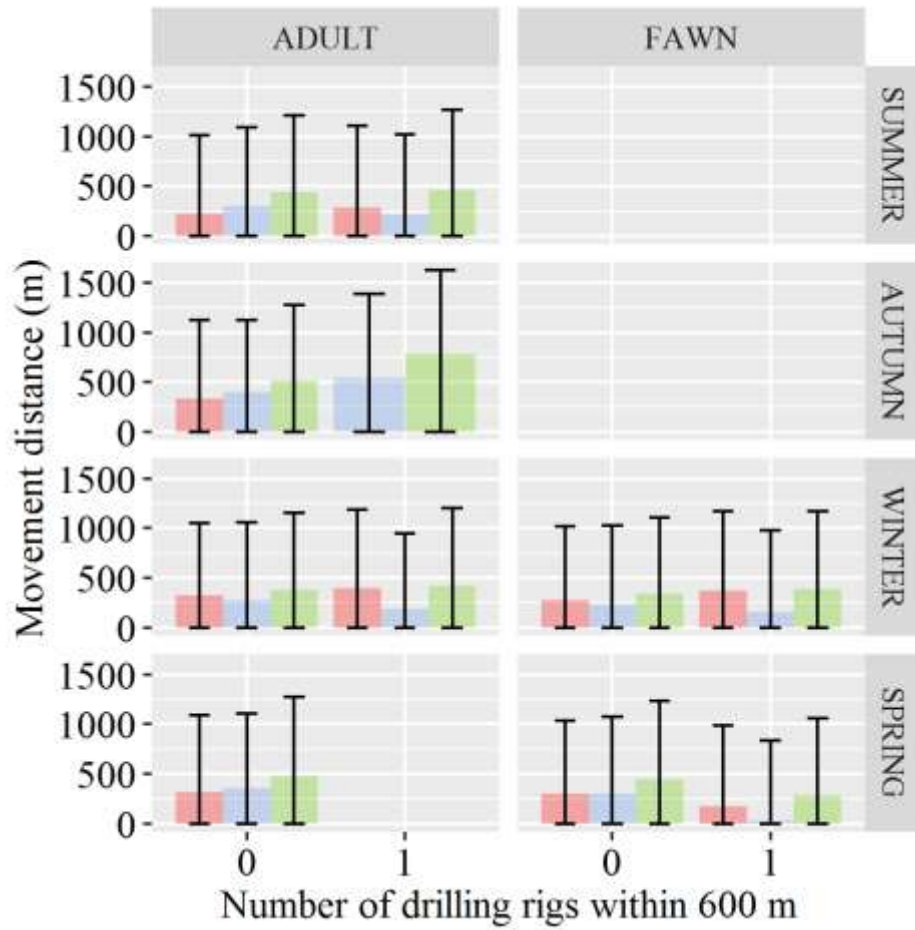 ADULT FAWN
1500
1000
500
0
SUMMER
1500
1000
500
0
AUTUMN
1500
1000
500
0
WINTER
1500
1000
500
0
SPRING
Movement distance (m)
0 1 0 1
Number of drilling rigs within 600 m